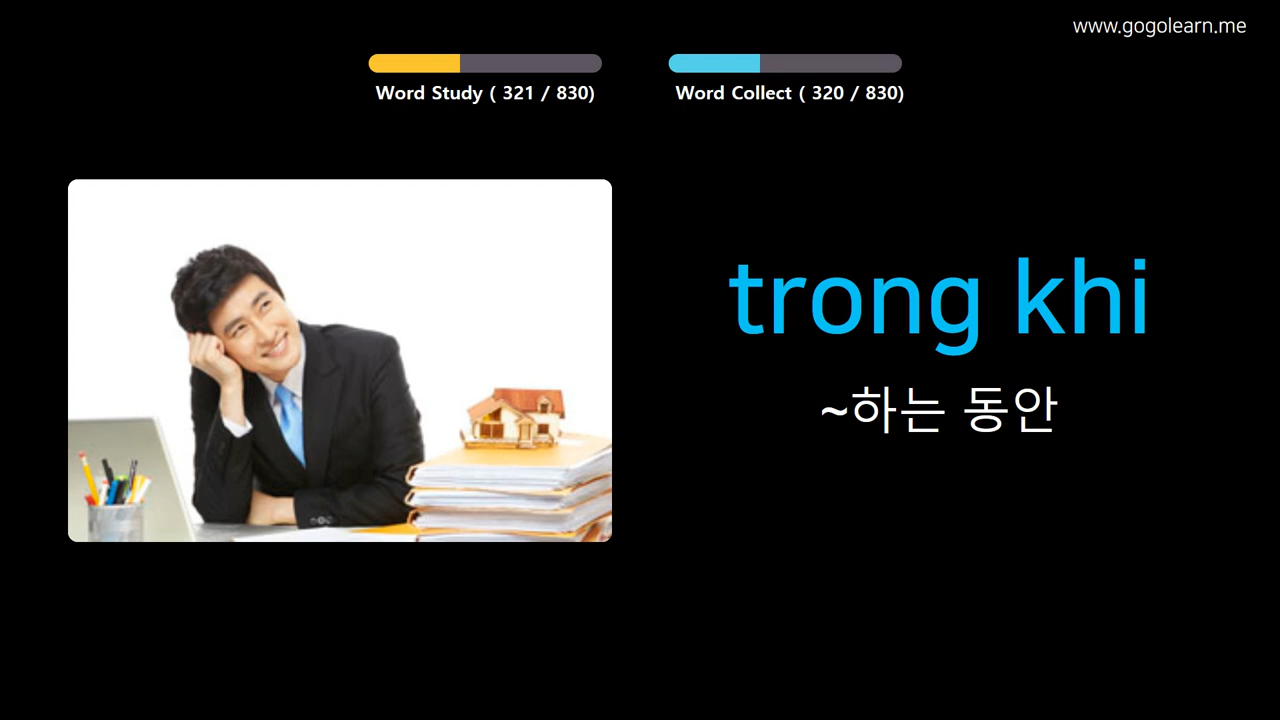 www.gogolearn.me
Word Study ( 321 / 830)
Word Collect ( 320 / 830)
trong khi
~하는 동안